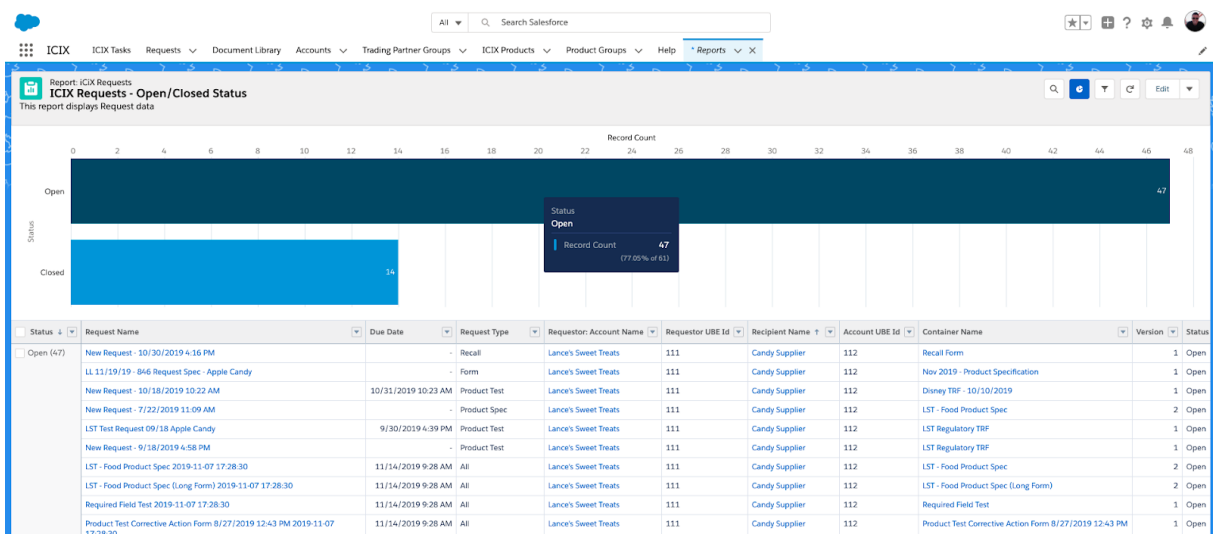 All Search Salesforce
ICIX ICIX Tasks Requests Document Library Accounts Trading Partner Groups ICIX Products Product Groups Help * Reports
Report: iCiX Requests
ICIX Requests - Open/Closed Status
This report displays Request data
Edit
Record Count
0 2 4 6 8 10 12 14 16 18 20 22 24 26 28 30 32 34 36 38 40 42 44 46 48
Status
Open 47
Closed 14
Status
Open
Record Count 47
(77.05% of 61)
Status Request Name Due Date Request Type Requestor: Account Name Requestor UBE Id Recipient Name Account UBE Id Container Name Version Status
Open (47) New Request - 10/30/2019 4:16 PM - Recall Lance's Sweet Treats 111 Candy Supplier 112 Recall Form 1 Open
LL 11/19/19 - 846 Request Spec - Apple Candy - Form Lance's Sweet Treats 111 Candy Supplier 112 Nov 2019 - Product Specification 1 Open
New Request - 10/18/2019 10:22 AM 10/31/2019 10:23 AM Product Test Lance's Sweet Treats 111 Candy Supplier 112 Disney TRF - 10/10/2019 1 Open
New Request - 7/22/2019 11:09 AM - Product Spec Lance's Sweet Treats 111 Candy Supplier 112 LST - Food Product Spec 2 Open
LST Test Request 09/18 Apple Candy 9/30/2019 4:39 PM Product Test Lance's Sweet Treats 111 Candy Supplier 112 LST Regulatory TRF 1 Open
New Request - 9/18/2019 4:58 PM - Product Test Lance's Sweet Treats 111 Candy Supplier 112 LST Regulatory TRF 1 Open
LST - Food Product Spec 2019-11-07 17:28:30 11/14/2019 9:28 AM All Lance's Sweet Treats 111 Candy Supplier 112 LST - Food Product Spec 2 Open
LST - Food Product Spec (Long Form) 2019-11-07 17:28:30 11/14/2019 9:28 AM All Lance's Sweet Treats 111 Candy Supplier 112 LST - Food Product Spec (Long Form) 2 Open
Required Field Test 2019-11-07 17:28:30 11/14/2019 9:28 AM All Lance's Sweet Treats 111 Candy Supplier 112 Required Field Test 1 Open
Product Test Corrective Action Form 8/27/2019 12:43 PM 2019-11-07 11/14/2019 9:28 AM All Lance's Sweet Treats 111 Candy Supplier 112 Product Test Corrective Action Form 8/27/2019 12:43 PM 1 Open
17:28:30